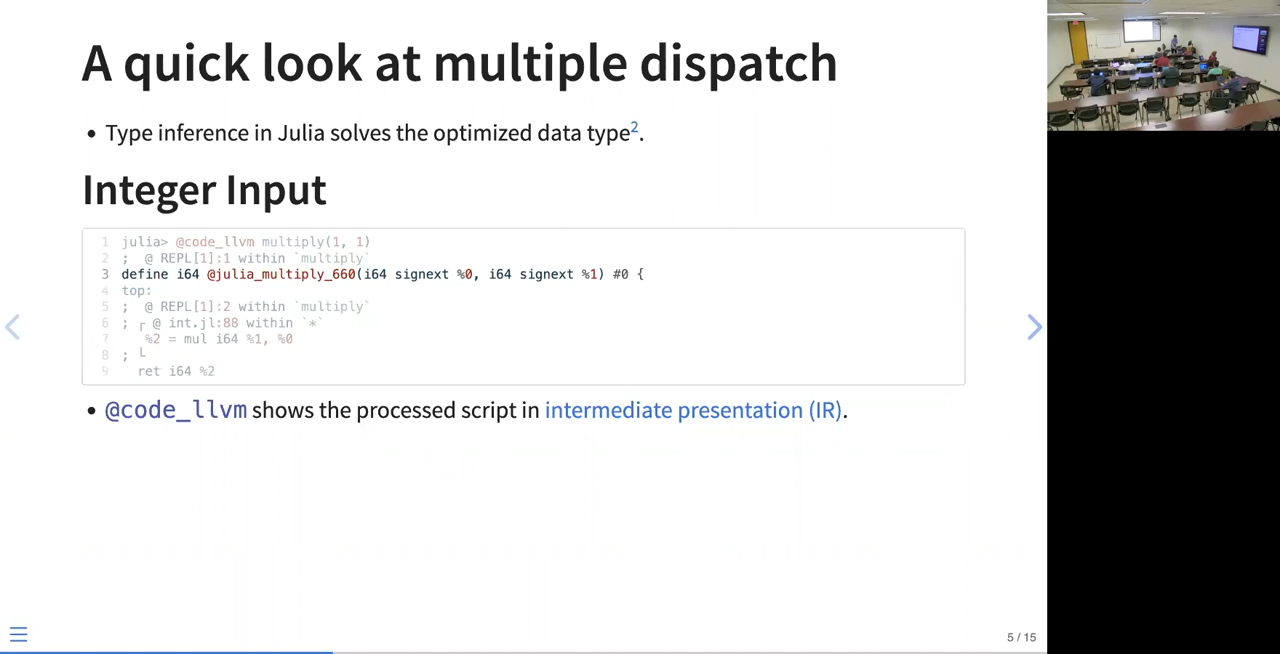 A quick look at multiple dispatch
• Type inference in Julia solves the optimized data type2.
Integer Input
1 julia> @code_llvm multiply(1, 1)
2 ;  @ REPL[1]:1 within `multiply`
3 define i64 @julia_multiply_660(i64 signext %0, i64 signext %1) #0 {
4 top:
5 ;  @ REPL[1]:2 within `multiply`
6 ; ┌ @ int.jl:88 within `*`
7    %2 = mul i64 %1, %0
8 ; └
9   ret i64 %2
• @code_llvm shows the processed script in intermediate presentation (IR).
5 / 15